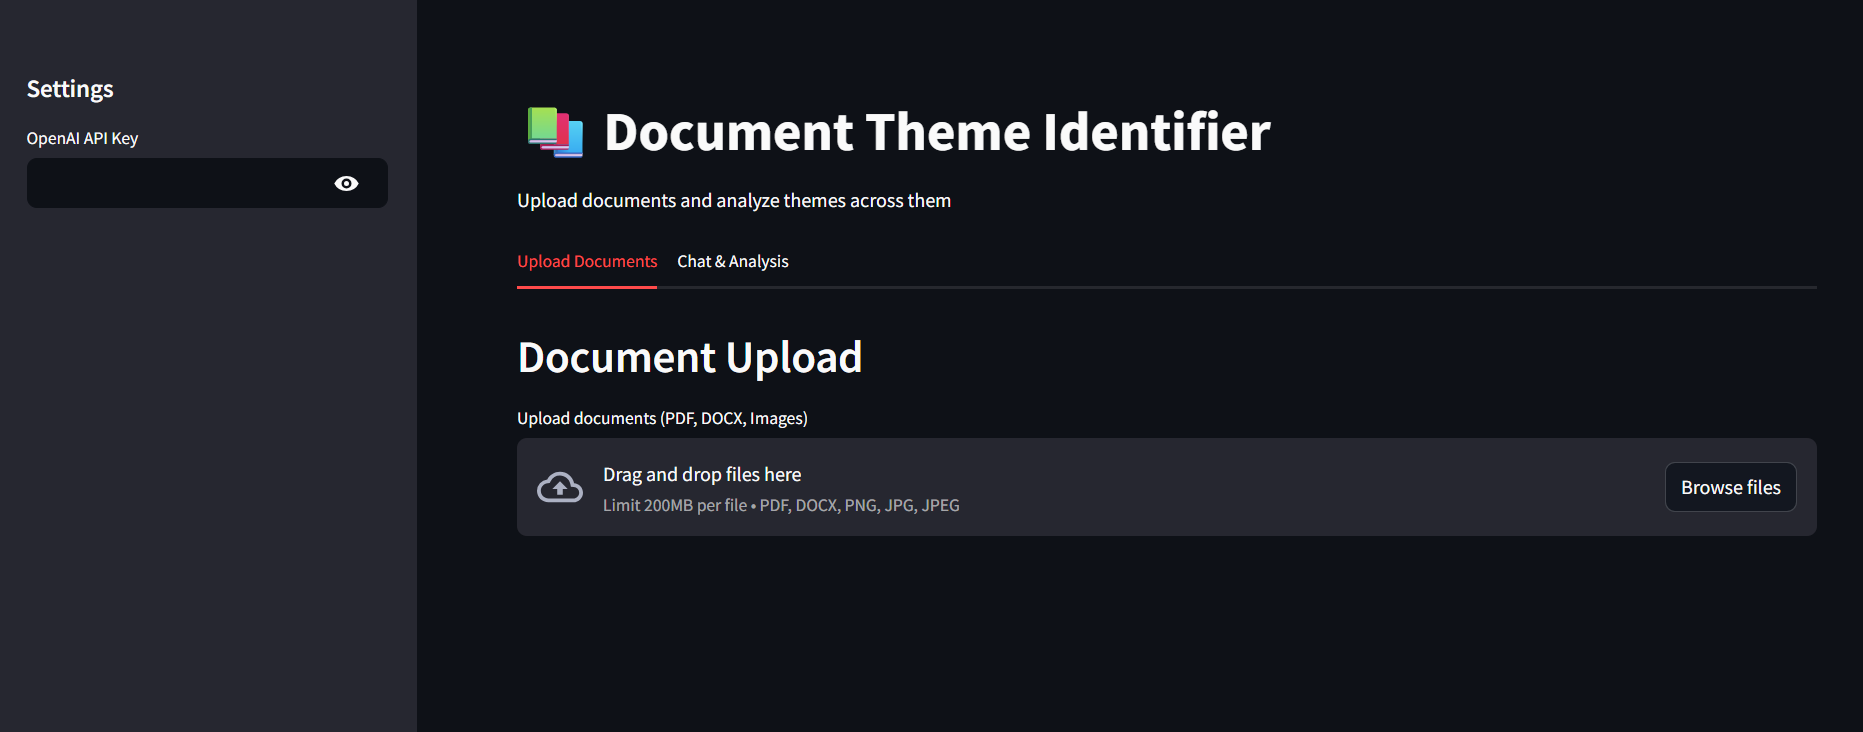 Settings
OpenAI API Key
Document Theme Identifier
Upload documents and analyze themes across them
Upload Documents
Chat & Analysis
Document Upload
Upload documents (PDF, DOCX, Images)
Drag and drop files here
Limit 200MB per file • PDF, DOCX, PNG, JPG, JPEG
Browse files